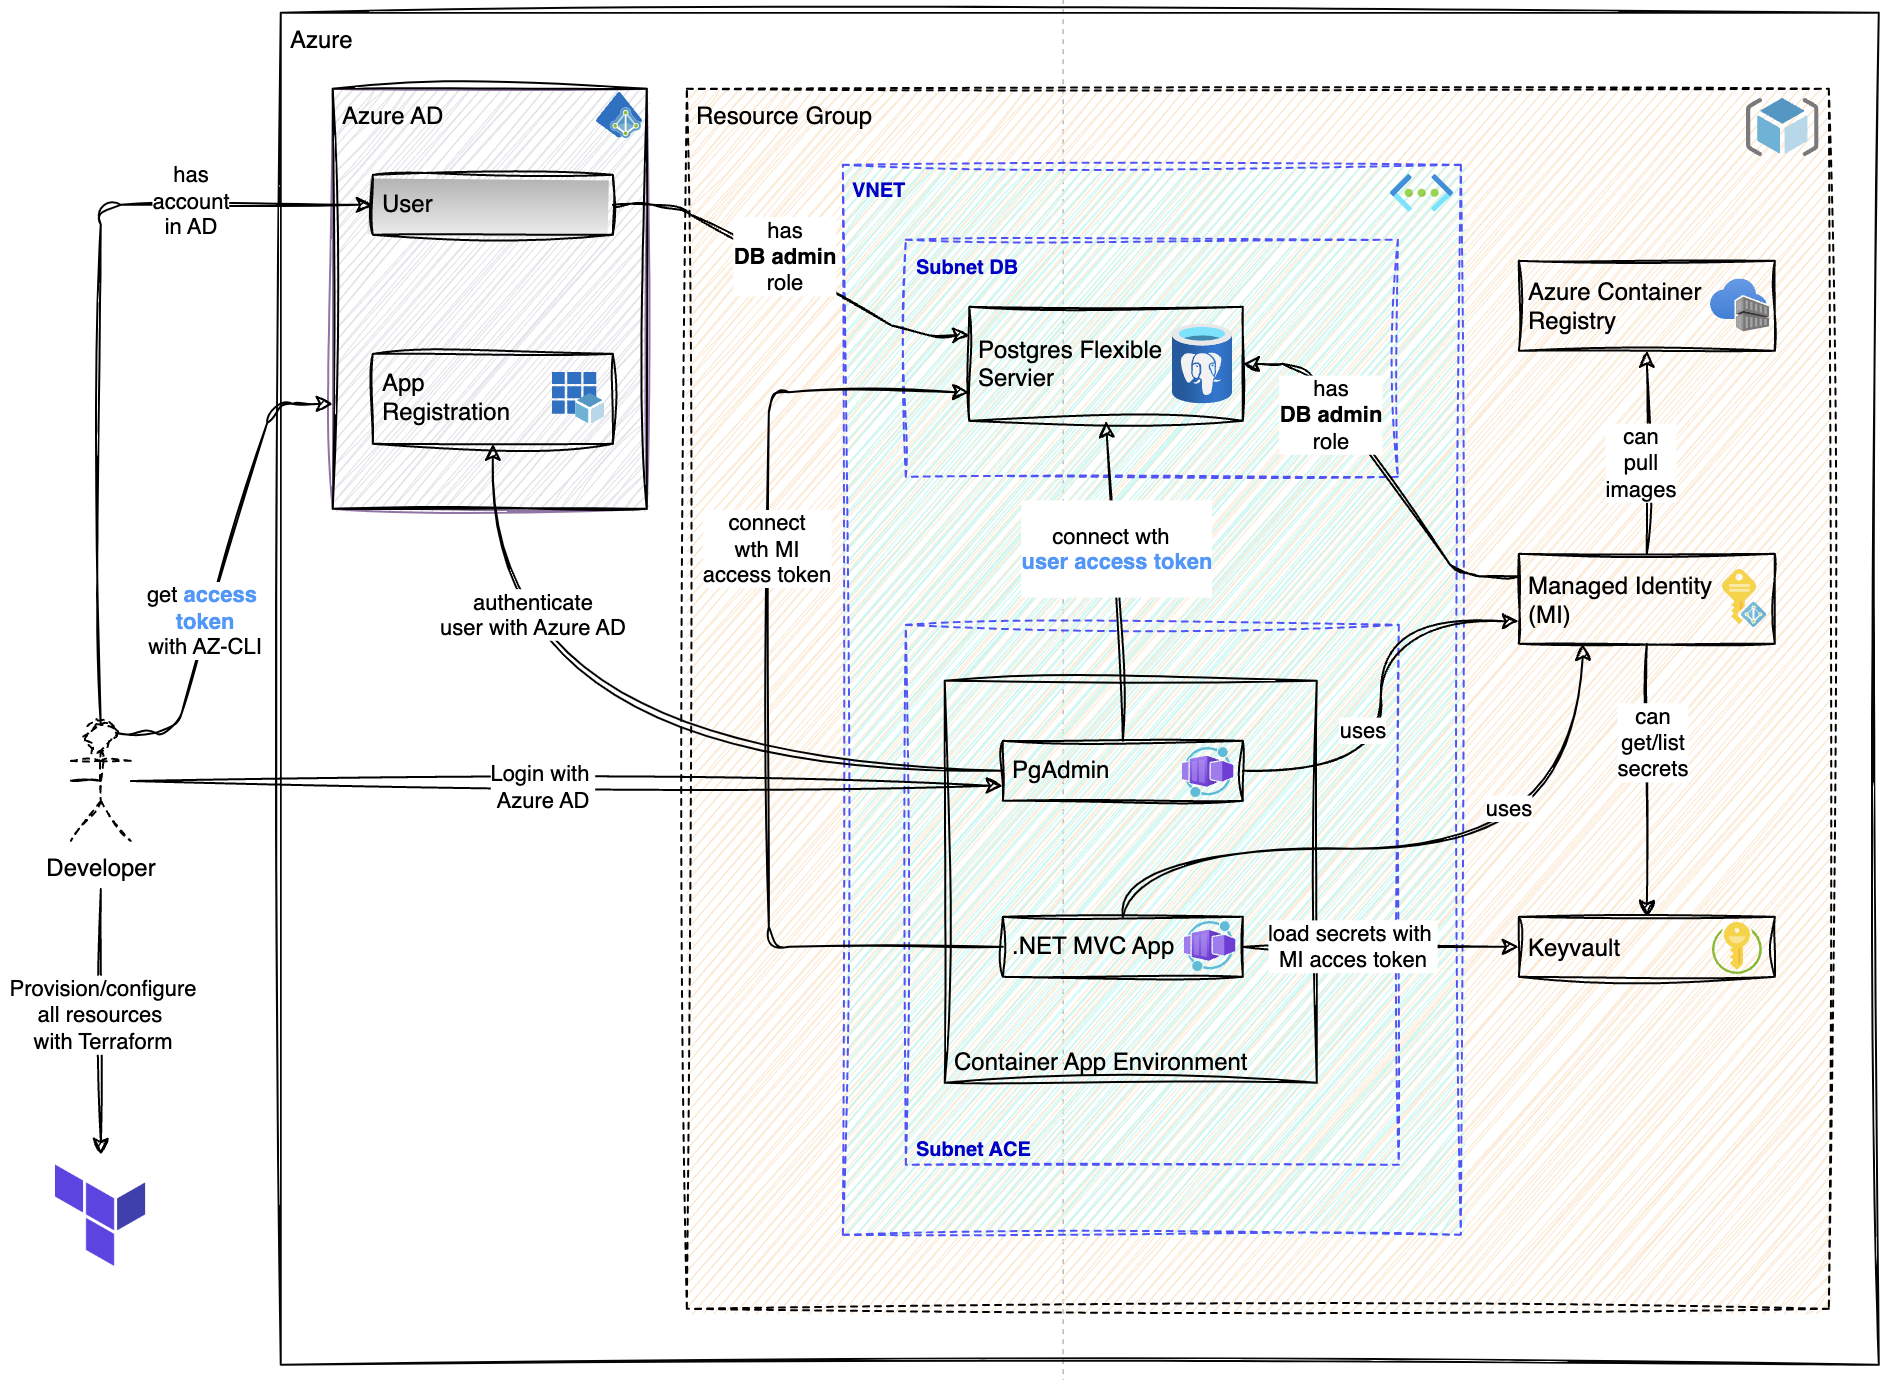 Azure
Azure AD
User
App
Registration
has
account
in AD
get access
token
with AZ-CLI
Developer
Provision/configure
all resources
with Terraform
Login with
Azure AD
authenticate
user with Azure AD
Resource Group
has
DB admin
role
VNET
Subnet DB
Postgres Flexible
Servier
has
DB admin
role
connect
wth MI
access token
connect wth
user access token
Azure Container
Registry
can
pull
images
Managed Identity
(MI)
can
get/list
secrets
uses
uses
PgAdmin
.NET MVC App
load secrets with
MI acces token
Keyvault
Container App Environment
Subnet ACE